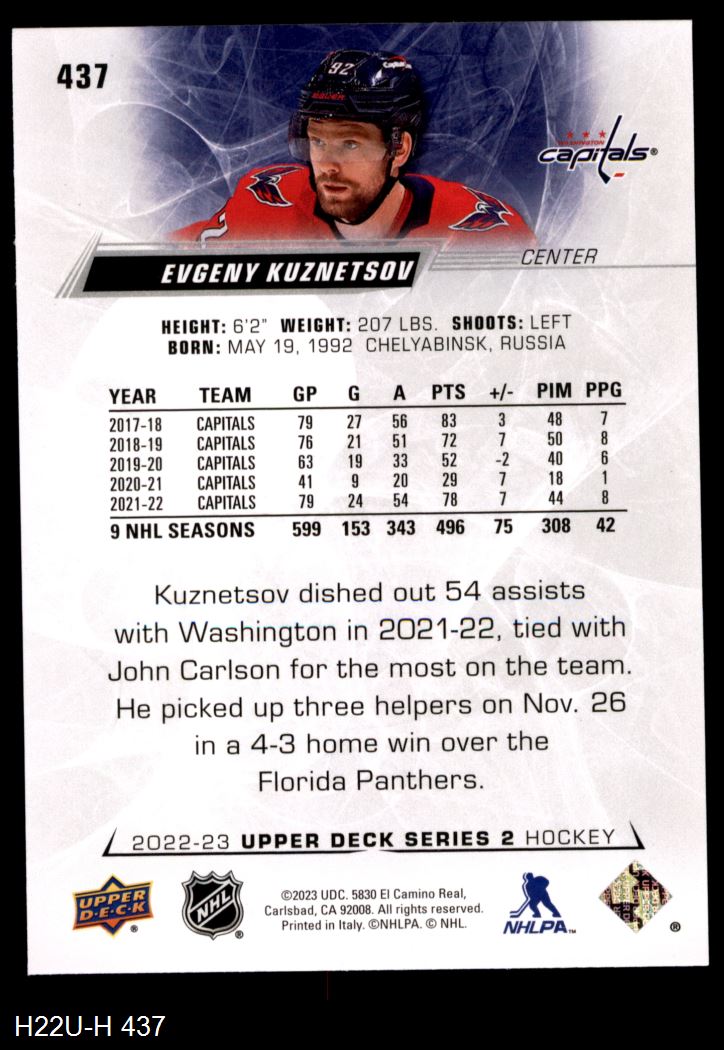 437
92
Capitals
BAUER
WASHINGTON
capitals®
EVGENY KUZNETSOV
CENTER
HEIGHT: 6'2" WEIGHT: 207 LBS. SHOOTS: LEFT
BORN: MAY 19, 1992 CHELYABINSK, RUSSIA
YEAR TEAM GP G A PTS +/- PIM PPG
2017-18 CAPITALS 79 27 56 83 3 48 7
2018-19 CAPITALS 76 21 51 72 7 50 8
2019-20 CAPITALS 63 19 33 52 -2 40 6
2020-21 CAPITALS 41 9 20 29 7 18 1
2021-22 CAPITALS 79 24 54 78 7 44 8
9 NHL SEASONS 599 153 343 496 75 308 42
Kuznetsov dished out 54 assists
with Washington in 2021-22, tied with
John Carlson for the most on the team.
He picked up three helpers on Nov. 26
in a 4-3 home win over the
Florida Panthers.
2022-23 UPPER DECK SERIES 2 HOCKEY
UPPER
D·E·C·K
®
NHL
®
©2023 UDC. 5830 El Camino Real,
Carlsbad, CA 92008. All rights reserved.
Printed in Italy. ©NHLPA. © NHL.
NHLPA™
®
H22U-H 437